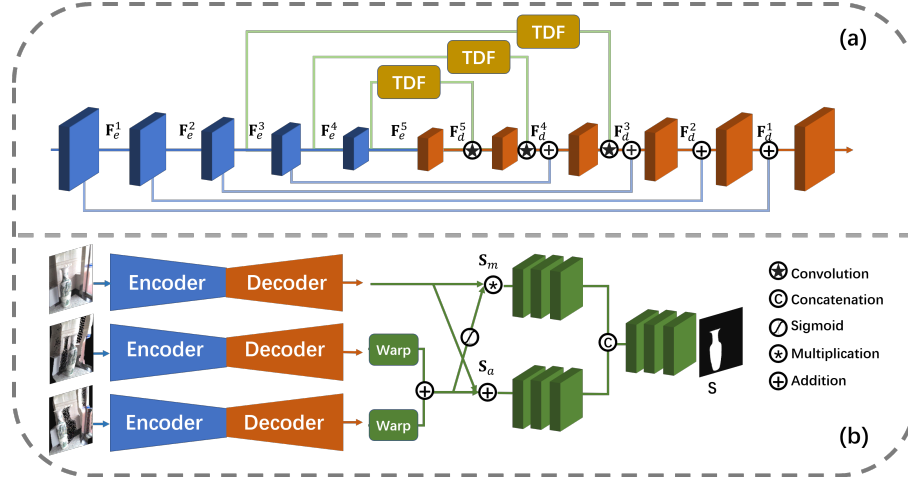 TDF
(a)
TDF
TDF
F_e^1 F_e^2 F_e^3 F_e^4 F_e^5 F_d^5 F_d^4 F_d^3 F_d^2 F_d^1
Encoder Decoder
S_m
Convolution
C Concatenation
Encoder Decoder
Warp
Sigmoid
C
S_a
Multiplication
S
Addition
Encoder Decoder
Warp
(b)